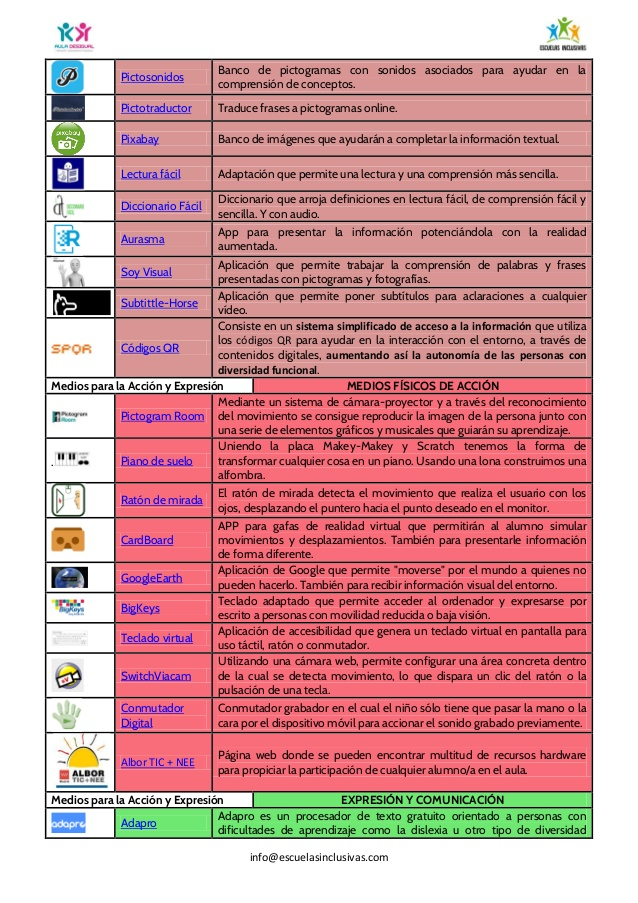 AULA DESIGUAL
ESCUELAS INCLUSIVAS
Pictosonidos
Banco de pictogramas con sonidos asociados para ayudar en la
comprensión de conceptos.
Pictotraductor
Traduce frases a pictogramas online.
pixabay
Pixabay
Banco de imágenes que ayudarán a completar la información textual.
Lectura fácil
Adaptación que permite una lectura y una comprensión más sencilla.
Diccionario Fácil
Diccionario que arroja definiciones en lectura fácil, de comprensión fácil y
sencilla. Y con audio.
Aurasma
App para presentar la información potenciándola con la realidad
aumentada.
Soy Visual
Aplicación que permite trabajar la comprensión de palabras y frases
presentadas con pictogramas y fotografías.
Subtittle-Horse
Aplicación que permite poner subtítulos para aclaraciones a cualquier
vídeo.
SPQR
Códigos QR
Consiste en un sistema simplificado de acceso a la información que utiliza
los códigos QR para ayudar en la interacción con el entorno, a través de
contenidos digitales, aumentando así la autonomía de las personas con
diversidad funcional.
Medios para la Acción y Expresión
MEDIOS FÍSICOS DE ACCIÓN
Pictogram
Room
Pictogram Room
Mediante un sistema de cámara-proyector y a través del reconocimiento
del movimiento se consigue reproducir la imagen de la persona junto con
una serie de elementos gráficos y musicales que guiarán su aprendizaje.
Piano de suelo
Uniendo la placa Makey-Makey y Scratch tenemos la forma de
transformar cualquier cosa en un piano. Usando una lona construimos una
alfombra.
Ratón de mirada
El ratón de mirada detecta el movimiento que realiza el usuario con los
ojos, desplazando el puntero hacia el punto deseado en el monitor.
CardBoard
APP para gafas de realidad virtual que permitirán al alumno simular
movimientos y desplazamientos. También para presentarle información
de forma diferente.
GoogleEarth
Aplicación de Google que permite "moverse" por el mundo a quienes no
pueden hacerlo. También para recibir información visual del entorno.
BigKeys
BigKeys
Teclado adaptado que permite acceder al ordenador y expresarse por
escrito a personas con movilidad reducida o baja visión.
Teclado virtual
Aplicación de accesibilidad que genera un teclado virtual en pantalla para
uso táctil, ratón o conmutador.
SwitchViacam
Utilizando una cámara web, permite configurar una área concreta dentro
de la cual se detecta movimiento, lo que dispara un clic del ratón o la
pulsación de una tecla.
Conmutador
Digital
Conmutador grabador en el cual el niño sólo tiene que pasar la mano o la
cara por el dispositivo móvil para accionar el sonido grabado previamente.
ALBOR
TIC+NEE
Albor TIC + NEE
Página web donde se pueden encontrar multitud de recursos hardware
para propiciar la participación de cualquier alumno/a en el aula.
Medios para la Acción y Expresión
EXPRESIÓN Y COMUNICACIÓN
adapro
Adapro
Adapro es un procesador de texto gratuito orientado a personas con
dificultades de aprendizaje como la dislexia u otro tipo de diversidad
info@escuelasinclusivas.com